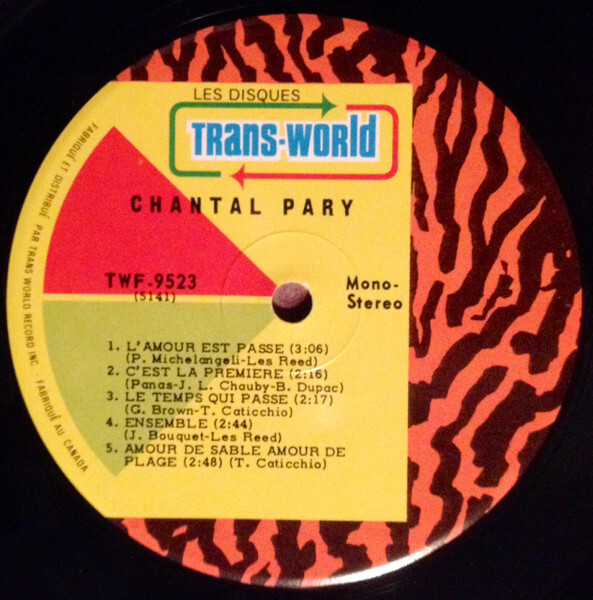 LES DISQUES
TRANS-WORLD
CHANTAL PARY
TWF-9523
(5141)
Mono-
Stereo
1. L'AMOUR EST PASSE (3:06)
(P. Michelangeli-Les Reed)
2. C'EST LA PREMIERE (2:16)
(Panas-J. L. Chauby-B. Dupac)
3. LE TEMPS QUI PASSE (2:17)
(G. Brown-T. Caticchio)
4. ENSEMBLE (2:44)
(J. Bouquet-Les Reed)
5. AMOUR DE SABLE AMOUR DE
PLAGE (2:48) (T. Caticchio)
FABRIQUÉ ET DISTRIBUÉ PAR TRANS WORLD RECORD INC. · FABRIQUÉ AU CANADA